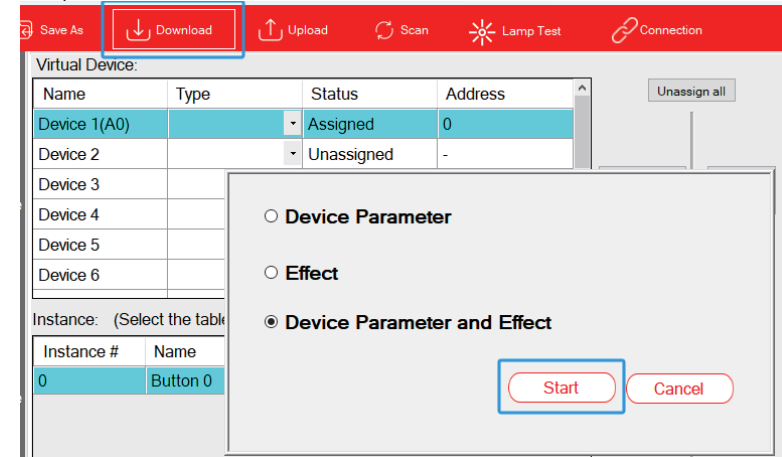 Save As Download Upload Scan Lamp Test Connection
Virtual Device:
Name Type Status Address
Unassign all
Device 1(A0) Assigned 0
Device 2 Unassigned -
Device 3
Device 4
Device 5
Device 6
Device Parameter
Effect
Device Parameter and Effect
Start Cancel
Instance: (Select the table
Instance # Name
0 Button 0